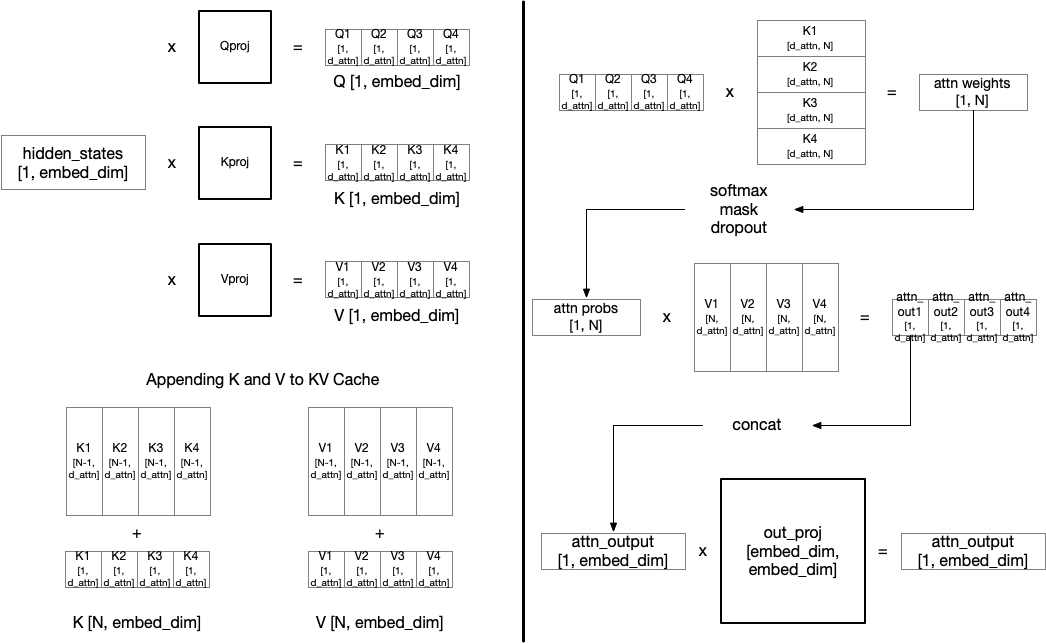 x
Qproj
=
Q1 Q2 Q3 Q4
[1, [1, [1, [1,
d_attn] d_attn] d_attn] d_attn]
Q [1, embed_dim]
hidden_states
[1, embed_dim]
x
Kproj
=
K1 K2 K3 K4
[1, [1, [1, [1,
d_attn] d_attn] d_attn] d_attn]
K [1, embed_dim]
x
Vproj
=
V1 V2 V3 V4
[1, [1, [1, [1,
d_attn] d_attn] d_attn] d_attn]
V [1, embed_dim]
Appending K and V to KV Cache
K1 K2 K3 K4
[N-1, [N-1, [N-1, [N-1,
d_attn] d_attn] d_attn] d_attn]
+
K1 K2 K3 K4
[1, [1, [1, [1,
d_attn] d_attn] d_attn] d_attn]
K [N, embed_dim]
V1 V2 V3 V4
[N-1, [N-1, [N-1, [N-1,
d_attn] d_attn] d_attn] d_attn]
+
V1 V2 V3 V4
[1, [1, [1, [1,
d_attn] d_attn] d_attn] d_attn]
V [N, embed_dim]
Q1 Q2 Q3 Q4
[1, [1, [1, [1,
d_attn] d_attn] d_attn] d_attn]
x
K1
[d_attn, N]
K2
[d_attn, N]
K3
[d_attn, N]
K4
[d_attn, N]
=
attn weights
[1, N]
softmax
mask
dropout
attn probs
[1, N]
x
V1 V2 V3 V4
[N, [N, [N, [N,
d_attn] d_attn] d_attn] d_attn]
=
attn_ attn_ attn_ attn_
out1 out2 out3 out4
[1, [1, [1, [1,
d_attn] d_attn] d_attn] d_attn]
concat
attn_output
[1, embed_dim]
x
out_proj
[embed_dim,
embed_dim]
=
attn_output
[1, embed_dim]